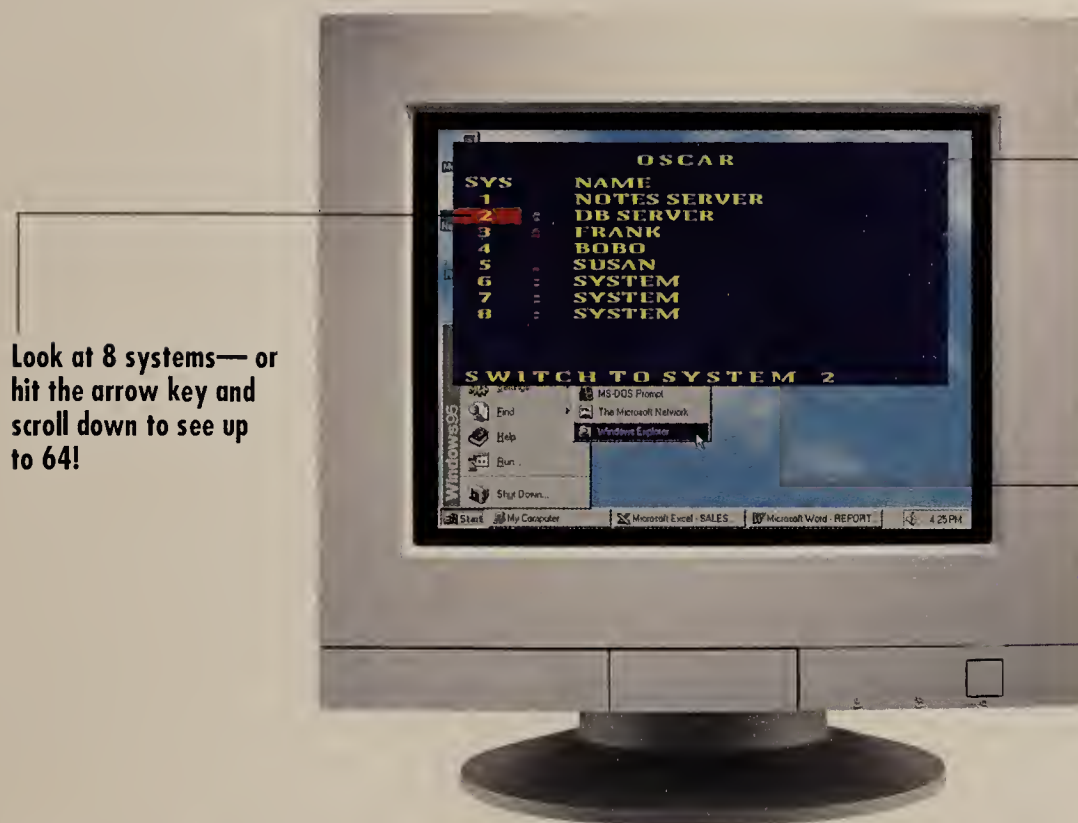 Look at 8 systems— or
hit the arrow key and
scroll down to see up
to 64!
OSCAR
SYS NAME
1 NOTES SERVER
2 DB SERVER
3 FRANK
4 BOBO
5 SUSAN
6 SYSTEM
7 SYSTEM
8 SYSTEM
SWITCH TO SYSTEM 2
MS-DOS Prompt
Find The Microsoft Network
Help Windows Explorer
Run...
Shut Down...
Windows95
Start My Computer Microsoft Excel - SALES... Microsoft Word - REPORT... 4:25 PM